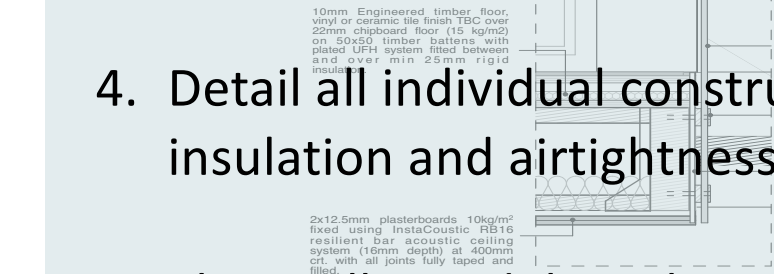 10mm Engineered timber floor,
vinyl or ceramic tile finish TBC over
22mm chipboard floor (15 kg/m2)
on 50x50 timber battens with
plated UFH system fitted between
and over min 25mm rigid
insulation.
4. Detail all individual constru
insulation and airtightness
2x12.5mm plasterboards 10kg/m²
fixed using InstaCoustic RB16
resilient bar acoustic ceiling
system (16mm depth) at 400mm
crt. with all joints fully taped and
filled.